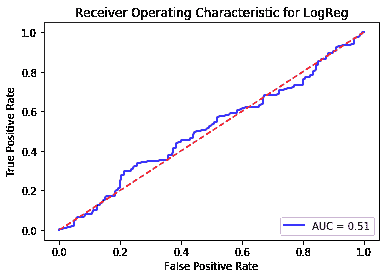 Receiver Operating Characteristic for LogReg
True Positive Rate
1.0
0.8
0.6
0.4
0.2
0.0
AUC = 0.51
0.0 0.2 0.4 0.6 0.8 1.0
False Positive Rate